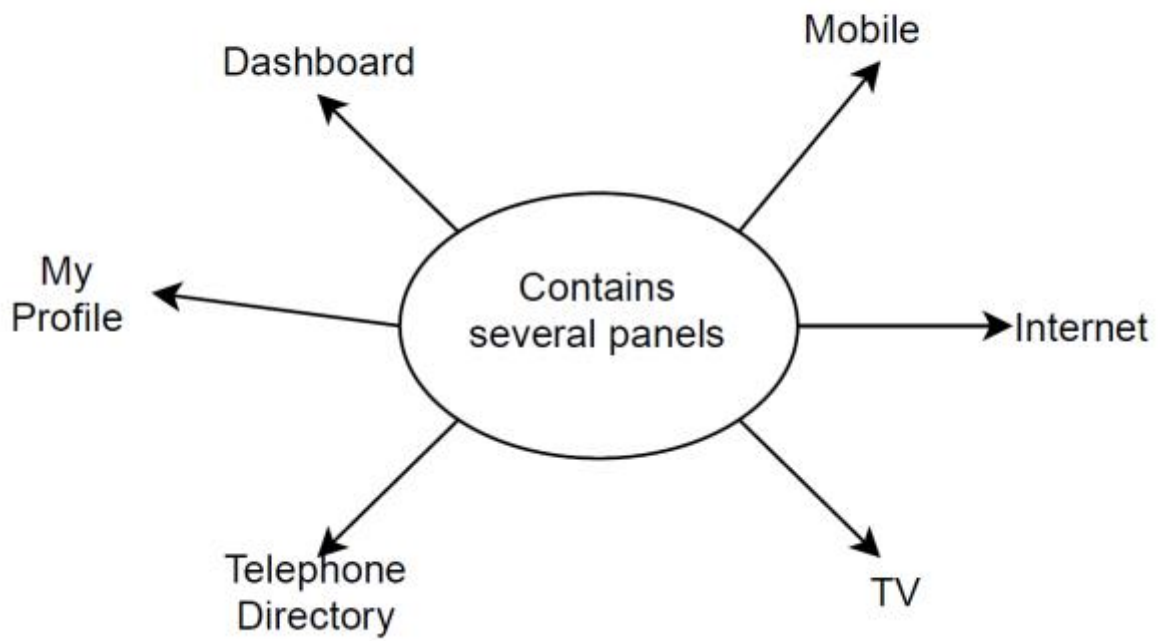 Mobile
Dashboard
My
Profile
Contains
several panels
Internet
Telephone
Directory
TV